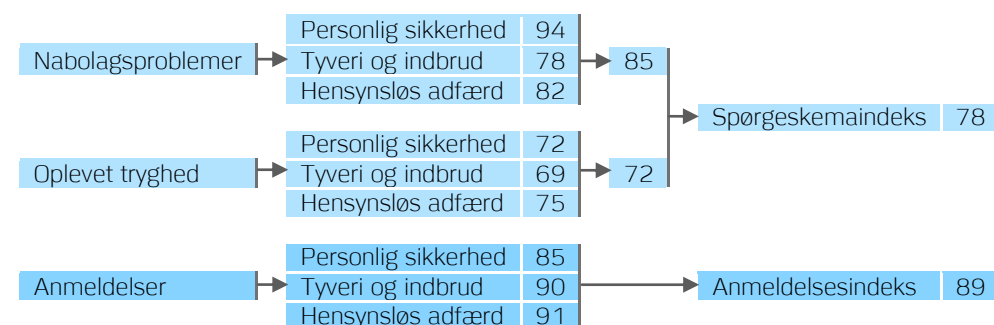 Personlig sikkerhed 94
Nabolagsproblemer Tyveri og indbrud 78 85
Hensynsløs adfærd 82
Spørgeskemaindeks 78
Personlig sikkerhed 72
Oplevet tryghed Tyveri og indbrud 69 72
Hensynsløs adfærd 75
Personlig sikkerhed 85
Anmeldelser Tyveri og indbrud 90 Anmeldelsesindeks 89
Hensynsløs adfærd 91